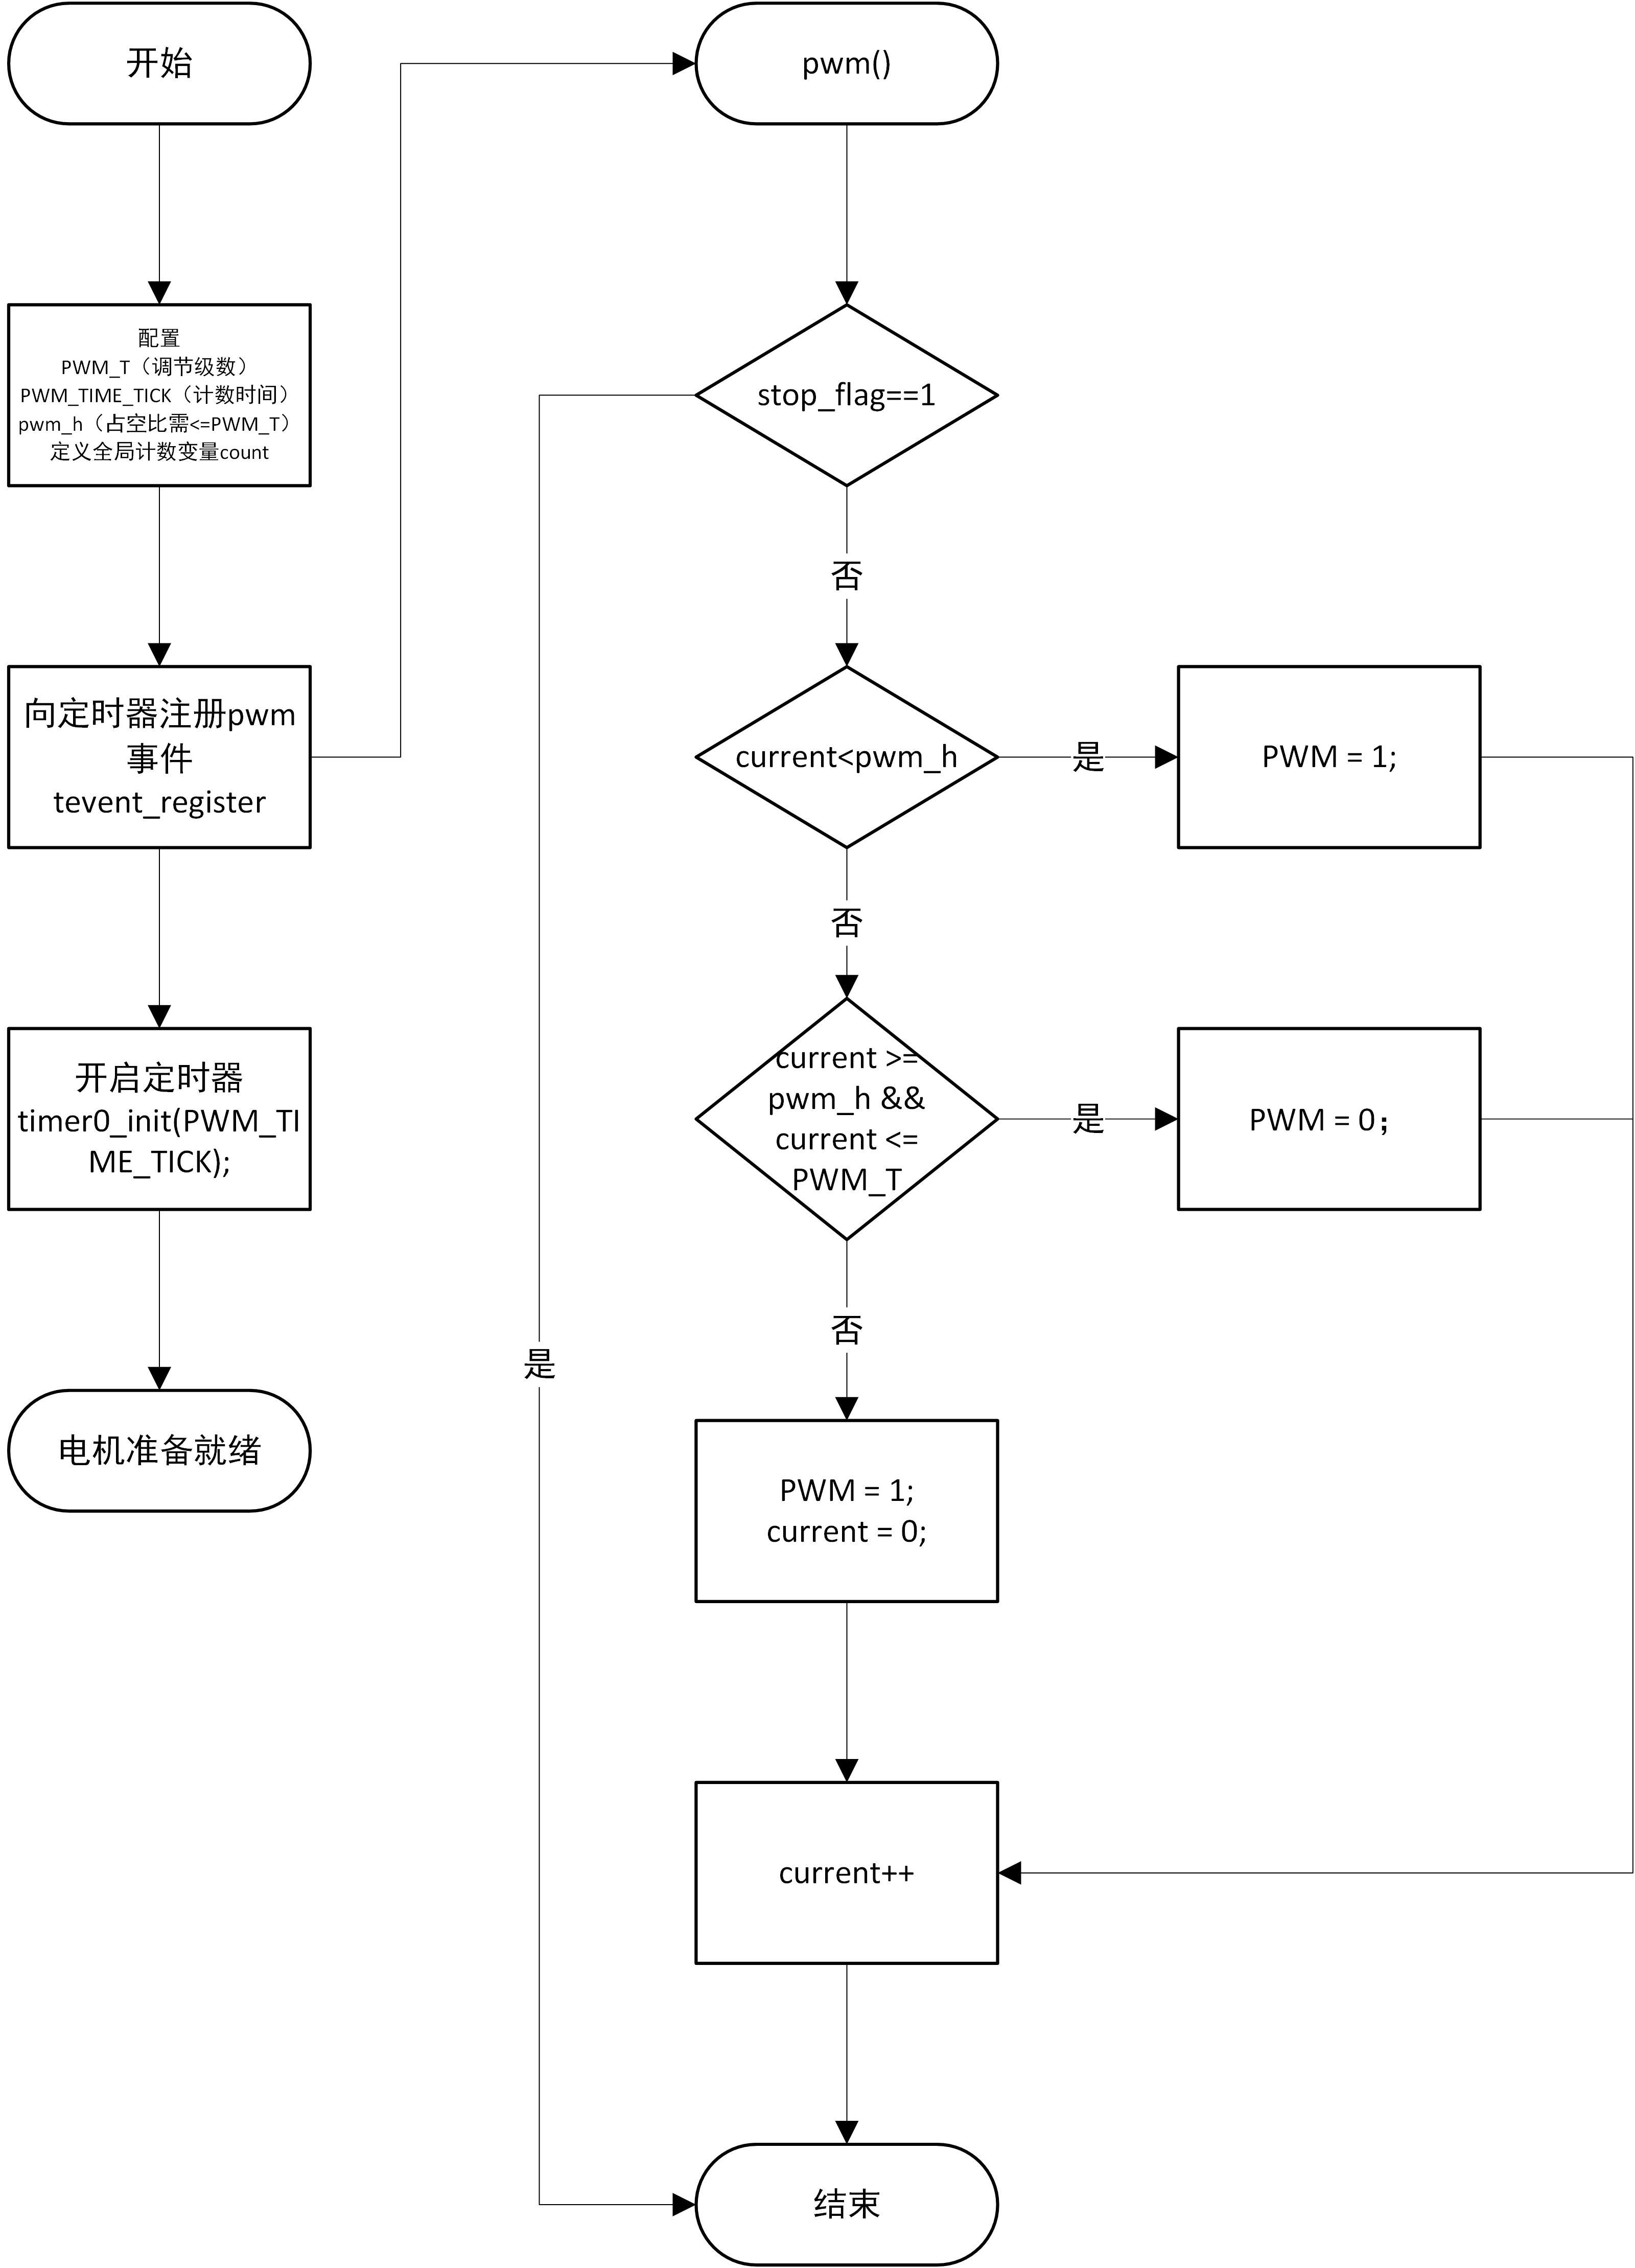 开始
配置
PWM_T（调节级数）
PWM_TIME_TICK（计数时间）
pwm_h（占空比需<=PWM_T）
定义全局计数变量count
向定时器注册pwm
事件
tevent_register
开启定时器
timer0_init(PWM_TI
ME_TICK);
电机准备就绪
pwm()
stop_flag==1
否
是
current<pwm_h
是
PWM = 1;
否
current >=
pwm_h &&
current <=
PWM_T
是
PWM = 0；
否
PWM = 1;
current = 0;
current++
结束